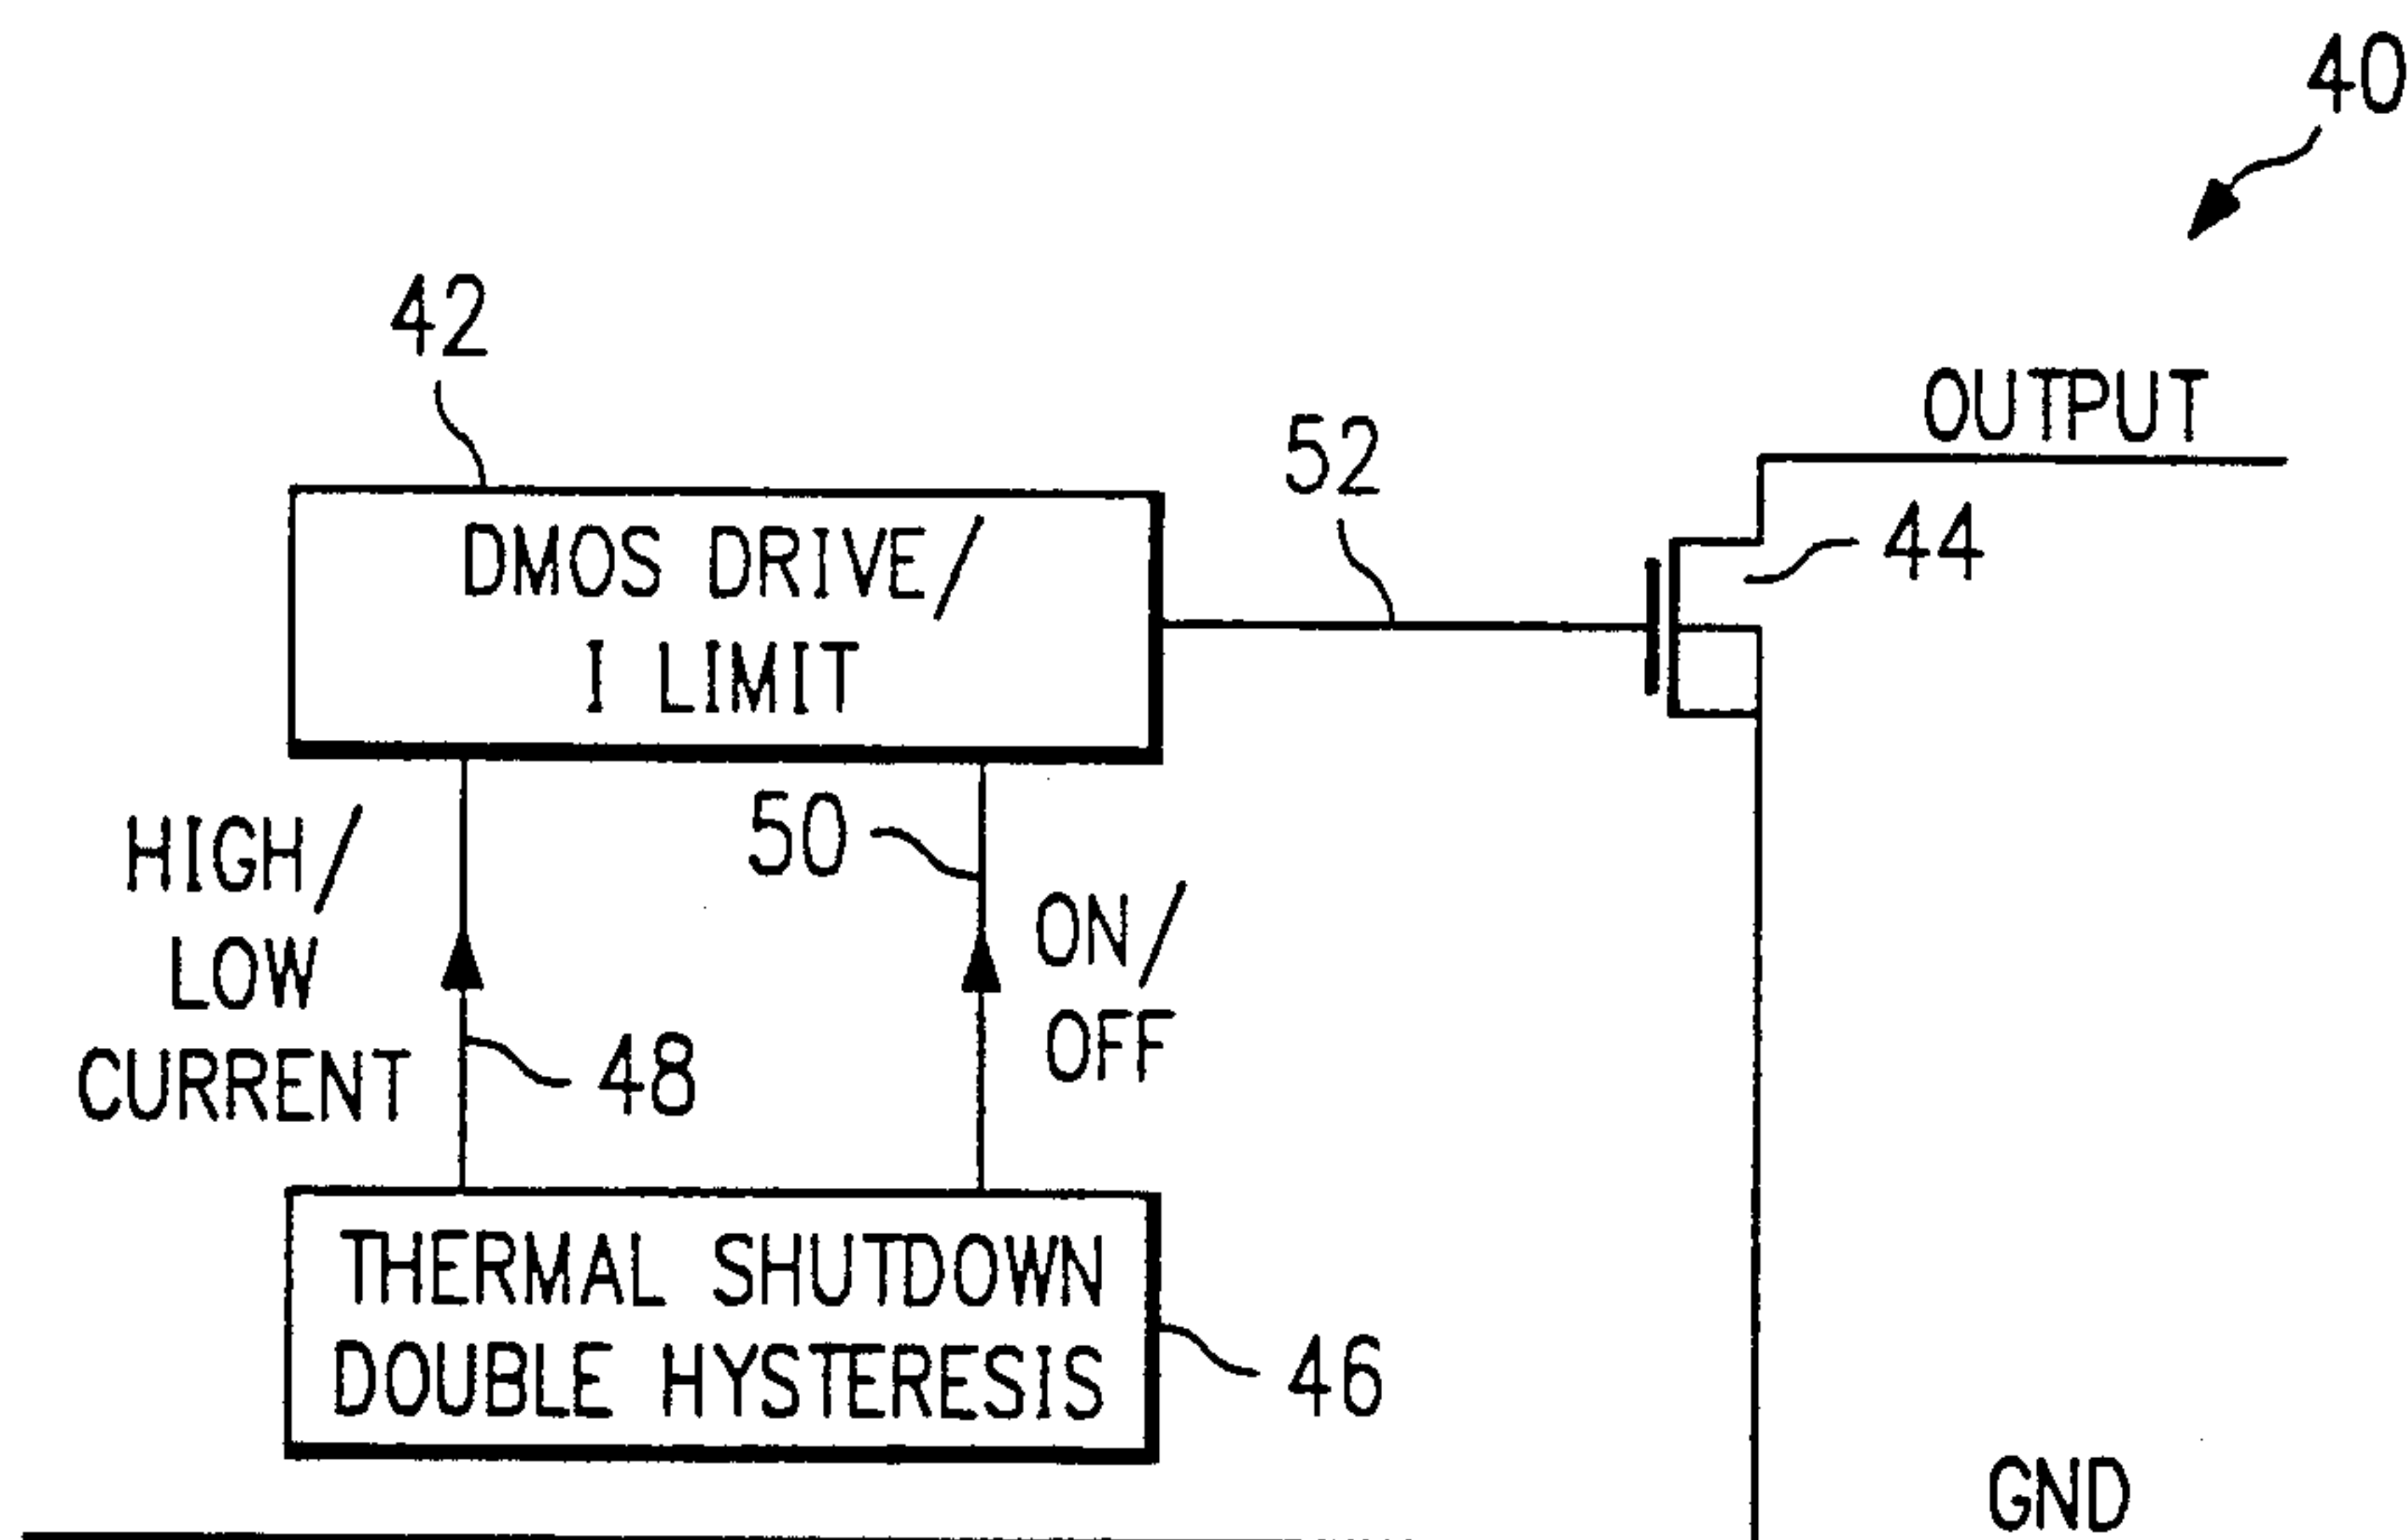 40
42
OUTPUT
52
44
DMOS DRIVE/
I LIMIT
HIGH/
LOW
CURRENT
50
ON/
OFF
48
THERMAL SHUTDOWN
DOUBLE HYSTERESIS
46
GND